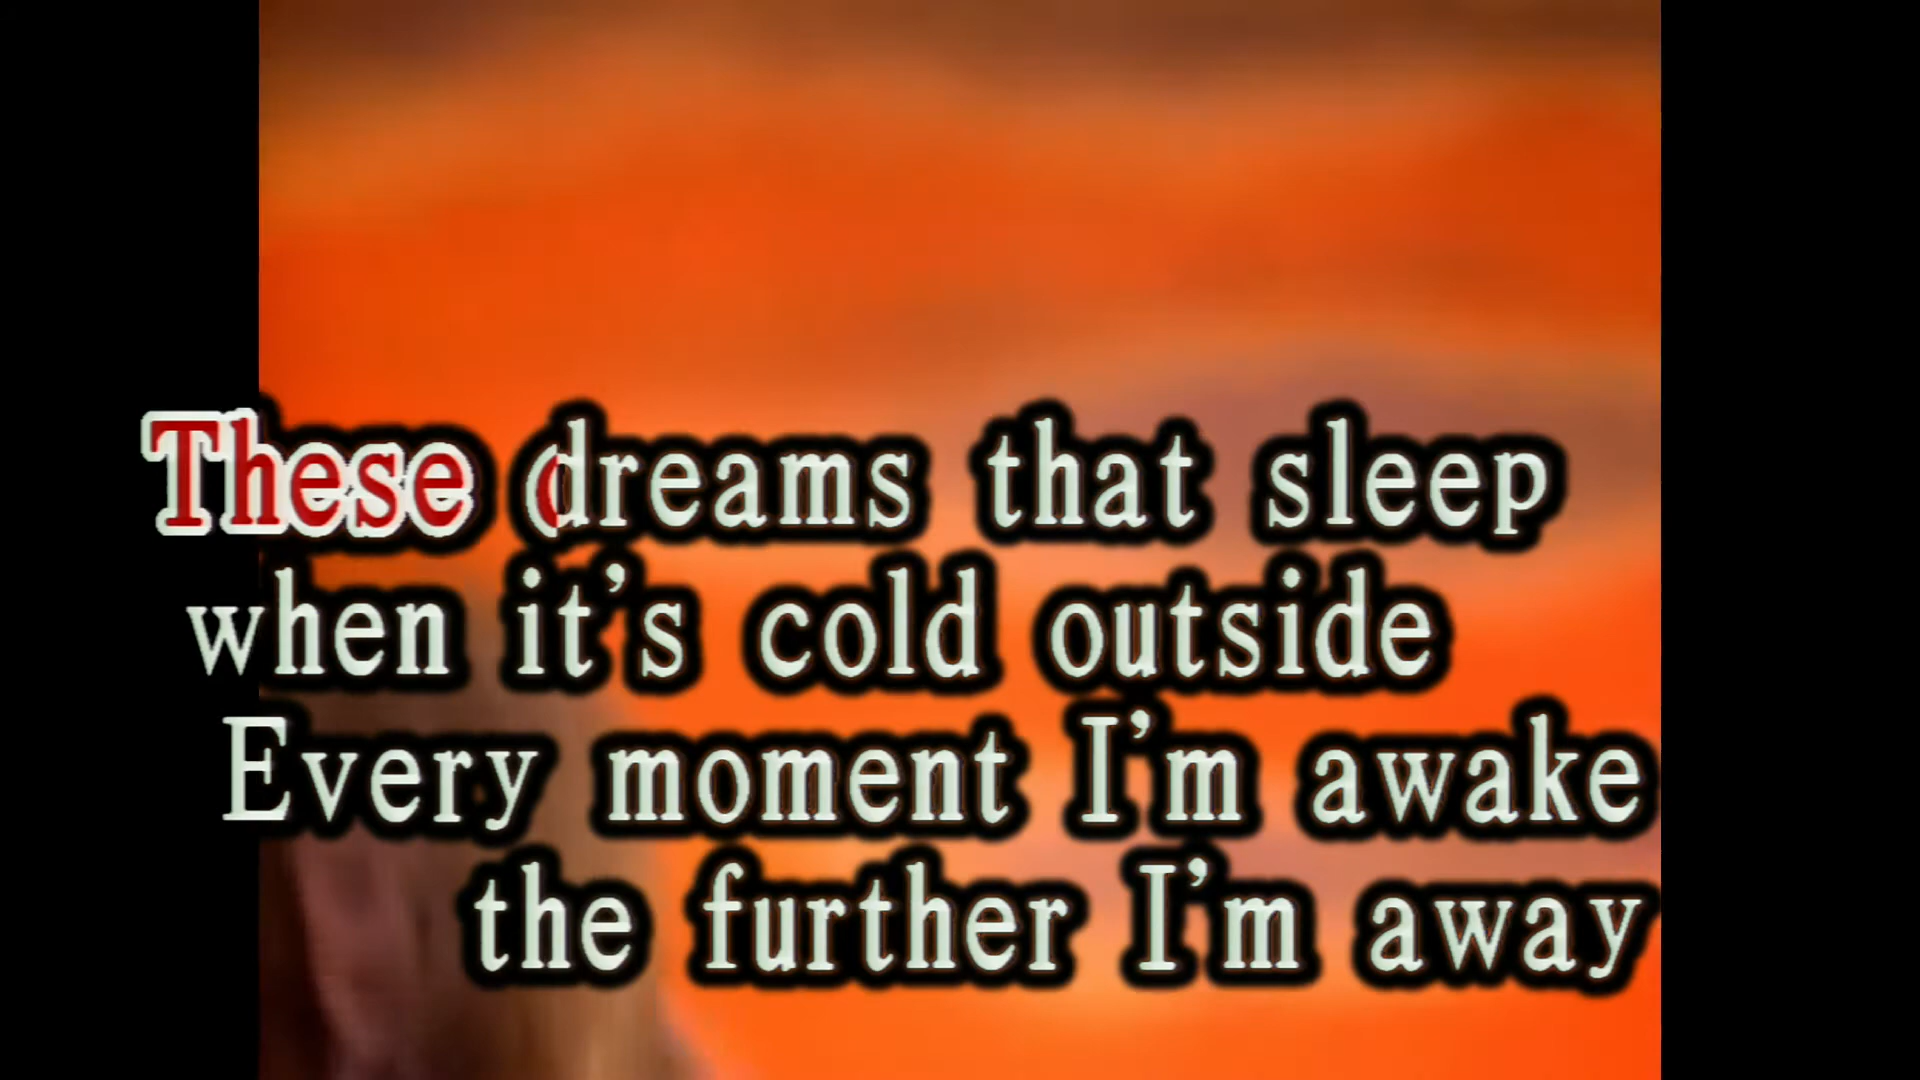 These dreams that sleep
when it's cold outside
Every moment I'm awake
the further I'm away